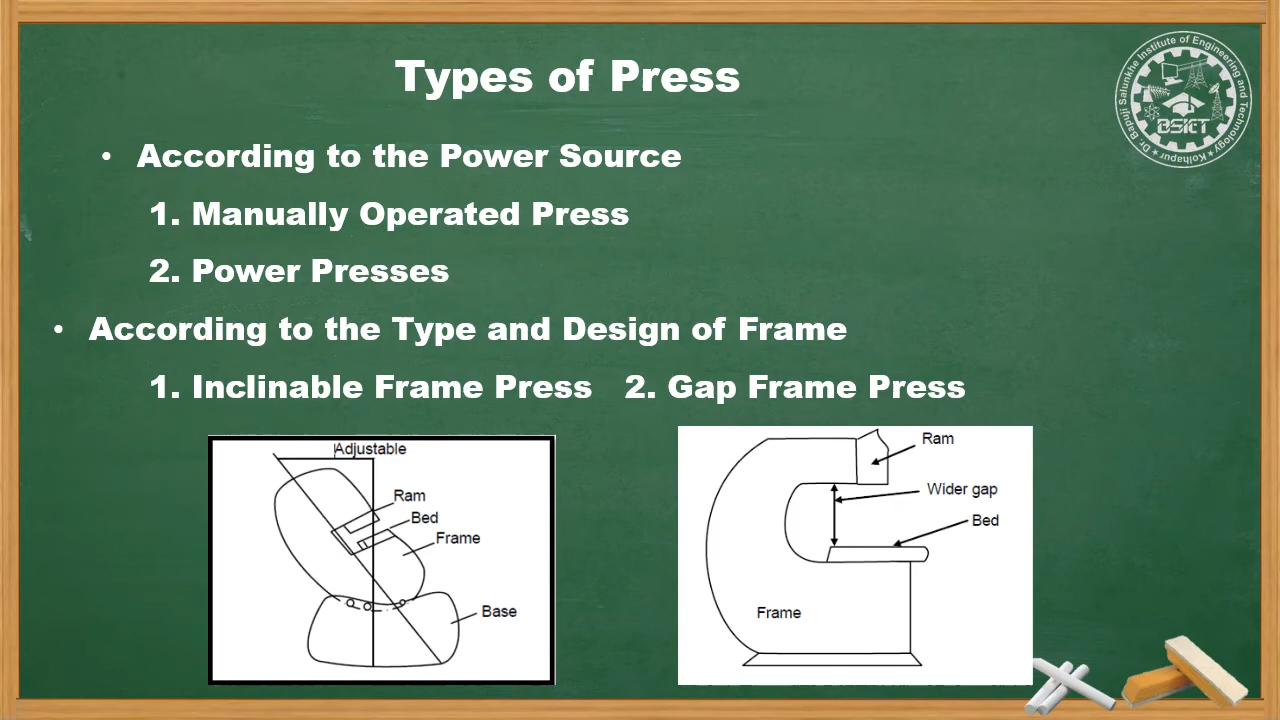 Types of Press
Dr Bapuji Salunkhe Institute of Engineering and Technology, Kolhapur
BSIET
• According to the Power Source
1. Manually Operated Press
2. Power Presses
• According to the Type and Design of Frame
1. Inclinable Frame Press 2. Gap Frame Press
Adjustable
Ram
Bed
Frame
Base
Ram
Wider gap
Bed
Frame